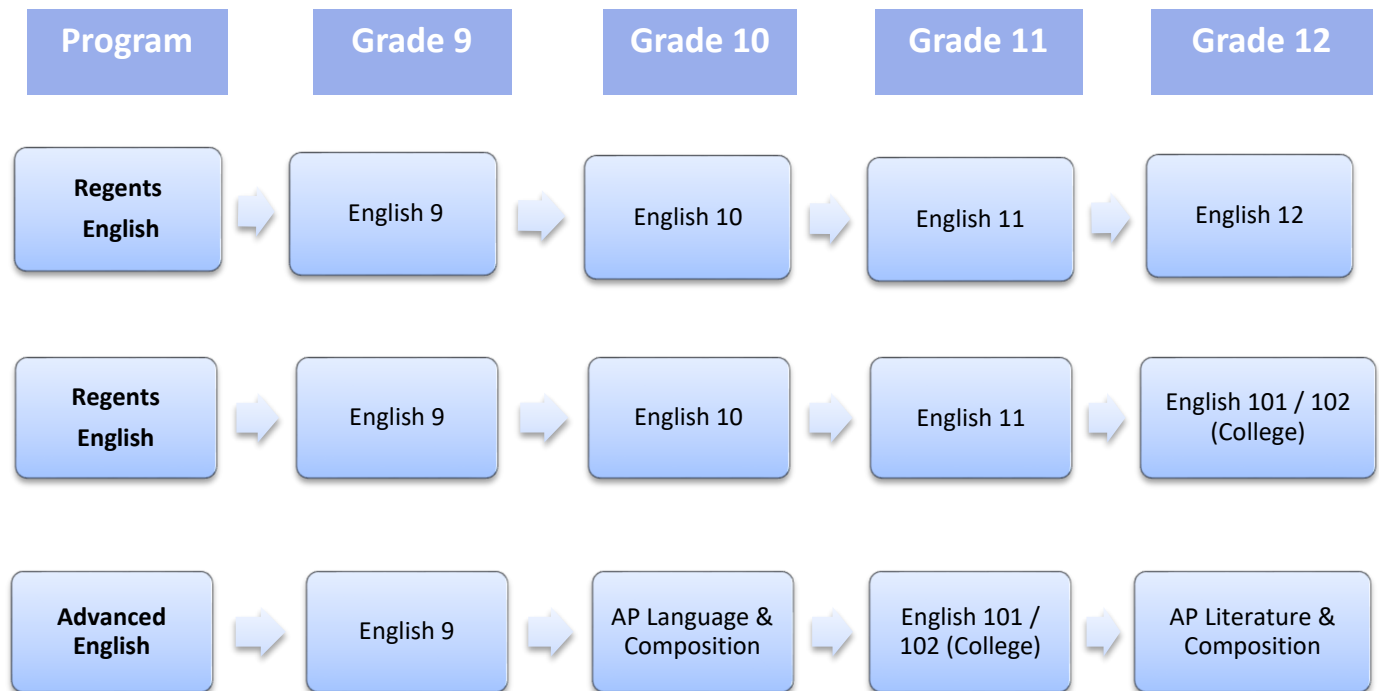 Program
Grade 9
Grade 10
Grade 11
Grade 12
Regents
English
English 9
English 10
English 11
English 12
Regents
English
English 9
English 10
English 11
English 101 / 102
(College)
Advanced
English
English 9
AP Language &
Composition
English 101 /
102 (College)
AP Literature &
Composition